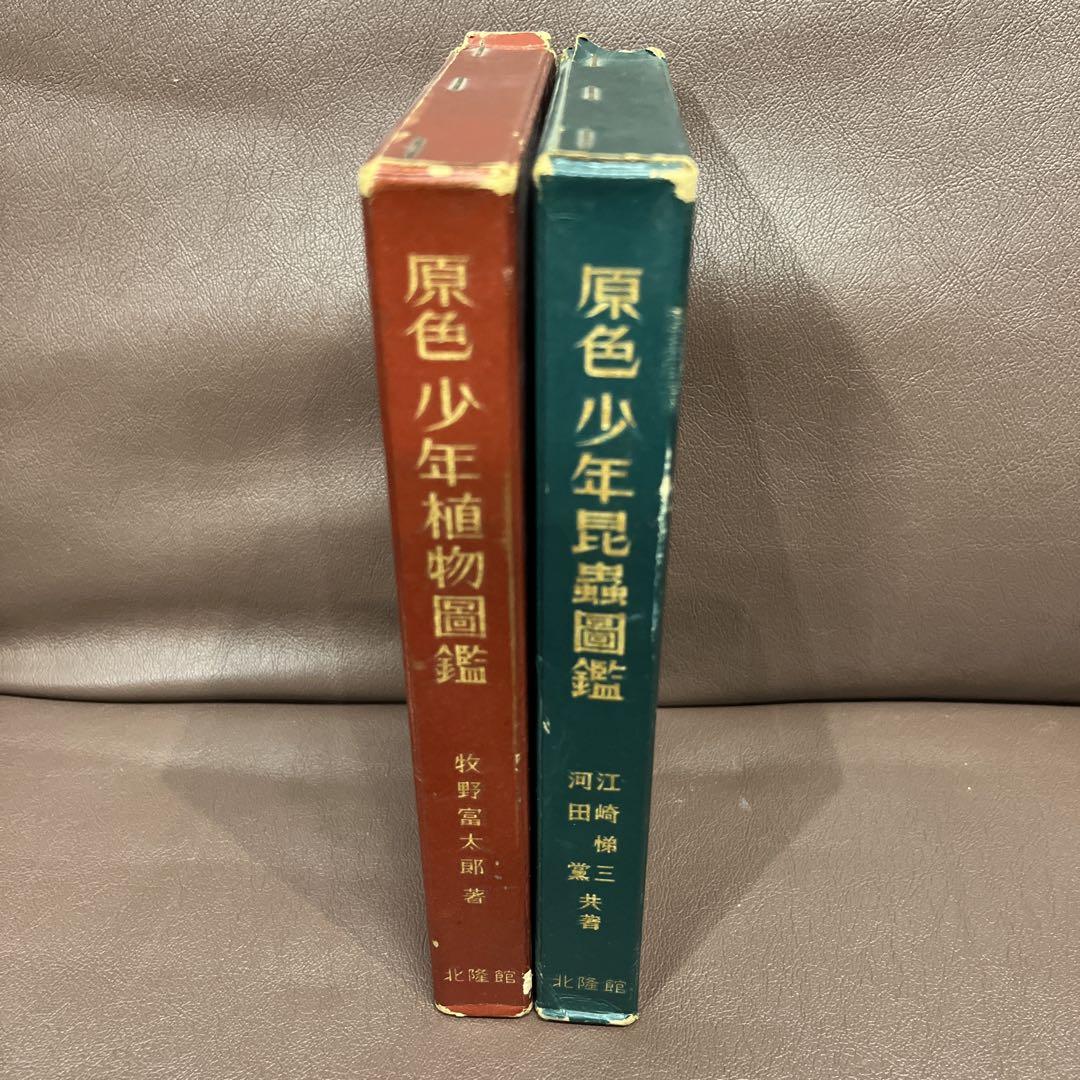 原色少年植物圖鑑
牧野富太郎著
北隆館
原色少年昆蟲圖鑑
江崎悌三
河田黨
共著
北隆館